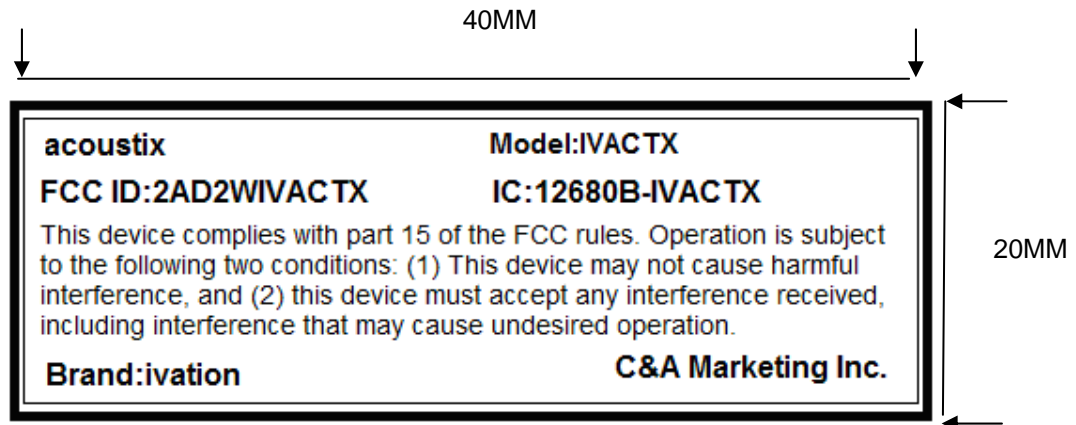 40MM
acoustix Model:IVACTX
FCC ID:2AD2WIVACTX IC:12680B-IVACTX
This device complies with part 15 of the FCC rules. Operation is subject
to the following two conditions: (1) This device may not cause harmful
interference, and (2) this device must accept any interference received,
including interference that may cause undesired operation.
Brand:ivation C&A Marketing Inc.
20MM